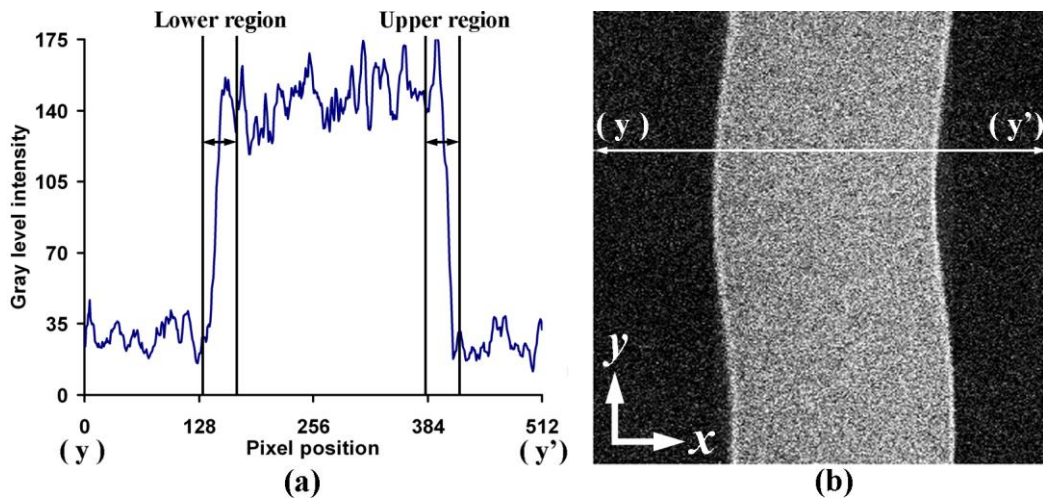 Lower region Upper region
175
140
105
70
35
0
Gray level intensity
0 128 256 384 512
( y ) Pixel position ( y’)
(a)
( y ) ( y’)
y
x
(b)